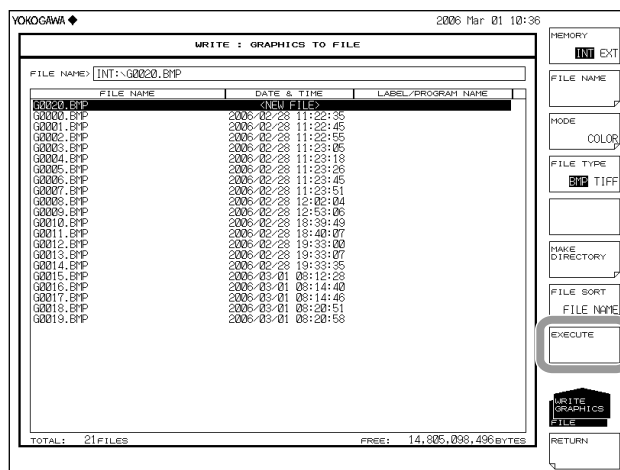 YOKOGAWA ◆ 2006 Mar 01 10:36
WRITE : GRAPHICS TO FILE
FILE NAME> INT:\G0020.BMP
FILE NAME DATE & TIME LABEL/PROGRAM NAME
G0020.BMP <NEW FILE>
G0000.BMP 2006/02/28 11:22:35
G0001.BMP 2006/02/28 11:22:45
G0002.BMP 2006/02/28 11:22:55
G0003.BMP 2006/02/28 11:23:05
G0004.BMP 2006/02/28 11:23:18
G0005.BMP 2006/02/28 11:23:26
G0006.BMP 2006/02/28 11:23:45
G0007.BMP 2006/02/28 11:23:51
G0008.BMP 2006/02/28 12:02:04
G0009.BMP 2006/02/28 12:53:06
G0010.BMP 2006/02/28 18:39:49
G0011.BMP 2006/02/28 18:40:07
G0012.BMP 2006/02/28 19:33:00
G0013.BMP 2006/02/28 19:33:07
G0014.BMP 2006/02/28 19:33:35
G0015.BMP 2006/03/01 08:12:28
G0016.BMP 2006/03/01 08:14:40
G0017.BMP 2006/03/01 08:14:46
G0018.BMP 2006/03/01 08:20:51
G0019.BMP 2006/03/01 08:20:58
TOTAL: 21FILES FREE: 14,805,098,496BYTES
MEMORY
INT EXT
FILE NAME
MODE
COLOR
FILE TYPE
BMP TIFF
MAKE
DIRECTORY
FILE SORT
FILE NAME
EXECUTE
WRITE
GRAPHICS
FILE
RETURN